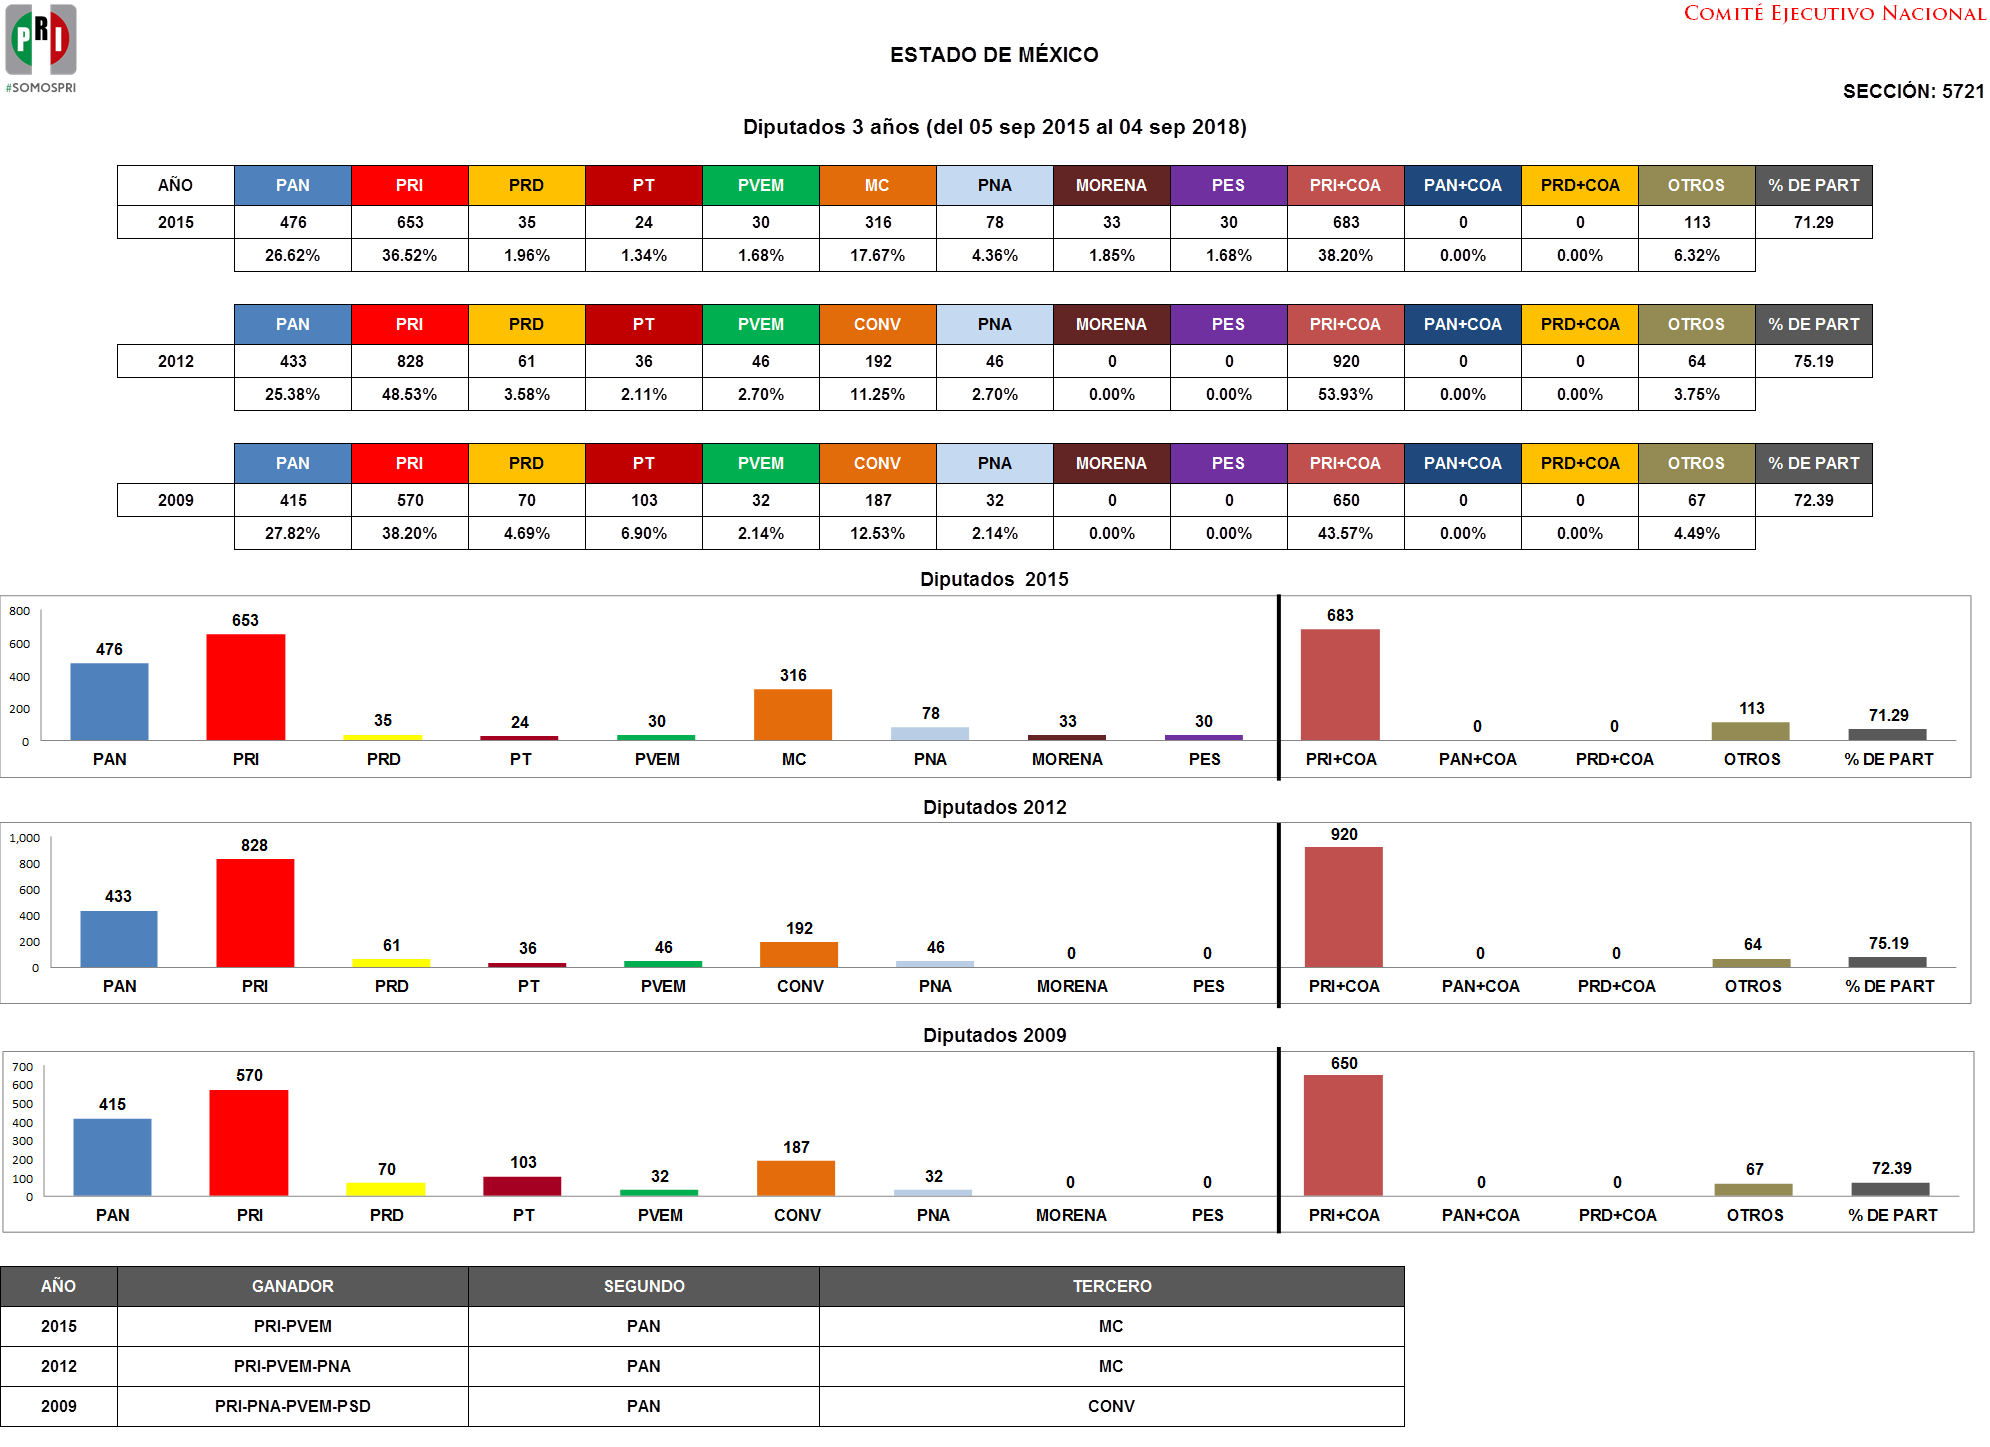 PRI
#SOMOSPRI
COMITÉ EJECUTIVO NACIONAL
ESTADO DE MÉXICO
SECCIÓN: 5721
Diputados 3 años (del 05 sep 2015 al 04 sep 2018)
AÑO PAN PRI PRD PT PVEM MC PNA MORENA PES PRI+COA PAN+COA PRD+COA OTROS % DE PART
2015 476 653 35 24 30 316 78 33 30 683 0 0 113 71.29
26.62% 36.52% 1.96% 1.34% 1.68% 17.67% 4.36% 1.85% 1.68% 38.20% 0.00% 0.00% 6.32%
PAN PRI PRD PT PVEM CONV PNA MORENA PES PRI+COA PAN+COA PRD+COA OTROS % DE PART
2012 433 828 61 36 46 192 46 0 0 920 0 0 64 75.19
25.38% 48.53% 3.58% 2.11% 2.70% 11.25% 2.70% 0.00% 0.00% 53.93% 0.00% 0.00% 3.75%
PAN PRI PRD PT PVEM CONV PNA MORENA PES PRI+COA PAN+COA PRD+COA OTROS % DE PART
2009 415 570 70 103 32 187 32 0 0 650 0 0 67 72.39
27.82% 38.20% 4.69% 6.90% 2.14% 12.53% 2.14% 0.00% 0.00% 43.57% 0.00% 0.00% 4.49%
Diputados 2015
800
600
400
200
0
476 653 35 24 30 316 78 33 30 683 0 0 113 71.29
PAN PRI PRD PT PVEM MC PNA MORENA PES PRI+COA PAN+COA PRD+COA OTROS % DE PART
Diputados 2012
1,000
800
600
400
200
0
433 828 61 36 46 192 46 0 0 920 0 0 64 75.19
PAN PRI PRD PT PVEM CONV PNA MORENA PES PRI+COA PAN+COA PRD+COA OTROS % DE PART
Diputados 2009
700
600
500
400
300
200
100
0
415 570 70 103 32 187 32 0 0 650 0 0 67 72.39
PAN PRI PRD PT PVEM CONV PNA MORENA PES PRI+COA PAN+COA PRD+COA OTROS % DE PART
AÑO GANADOR SEGUNDO TERCERO
2015 PRI-PVEM PAN MC
2012 PRI-PVEM-PNA PAN MC
2009 PRI-PNA-PVEM-PSD PAN CONV